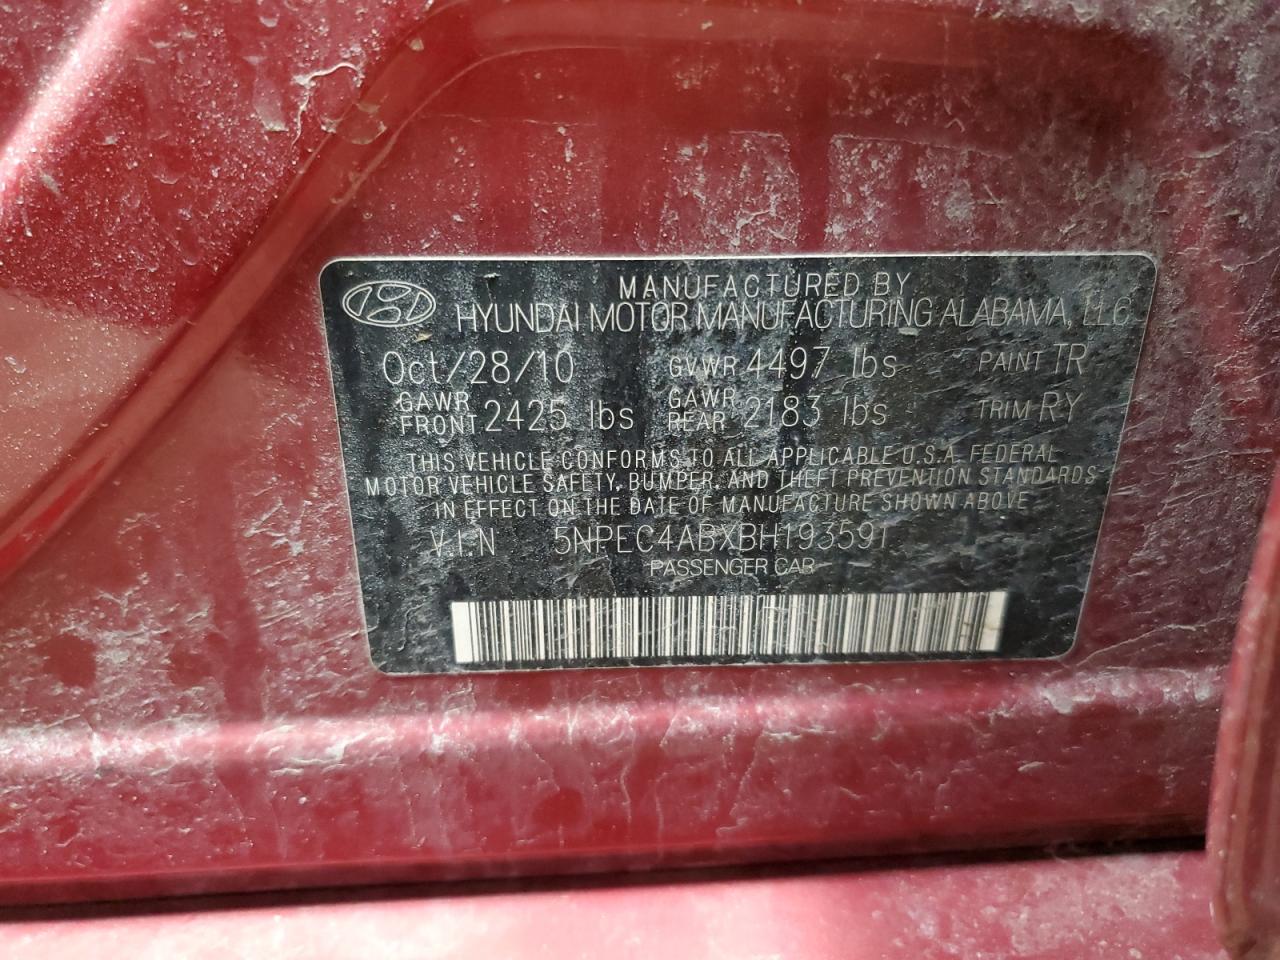 MANUFACTURED BY
HYUNDAI MOTOR MANUFACTURING ALABAMA, LLC
Oct/28/10 GVWR 4497 lbs PAINT TR
GAWR FRONT 2425 lbs GAWR REAR 2183 lbs TRIM RY
THIS VEHICLE CONFORMS TO ALL APPLICABLE U.S.A. FEDERAL
MOTOR VEHICLE SAFETY, BUMPER, AND THEFT PREVENTION STANDARDS
IN EFFECT ON THE DATE OF MANUFACTURE SHOWN ABOVE
V.I.N 5NPEC4ABXBH193591
PASSENGER CAR